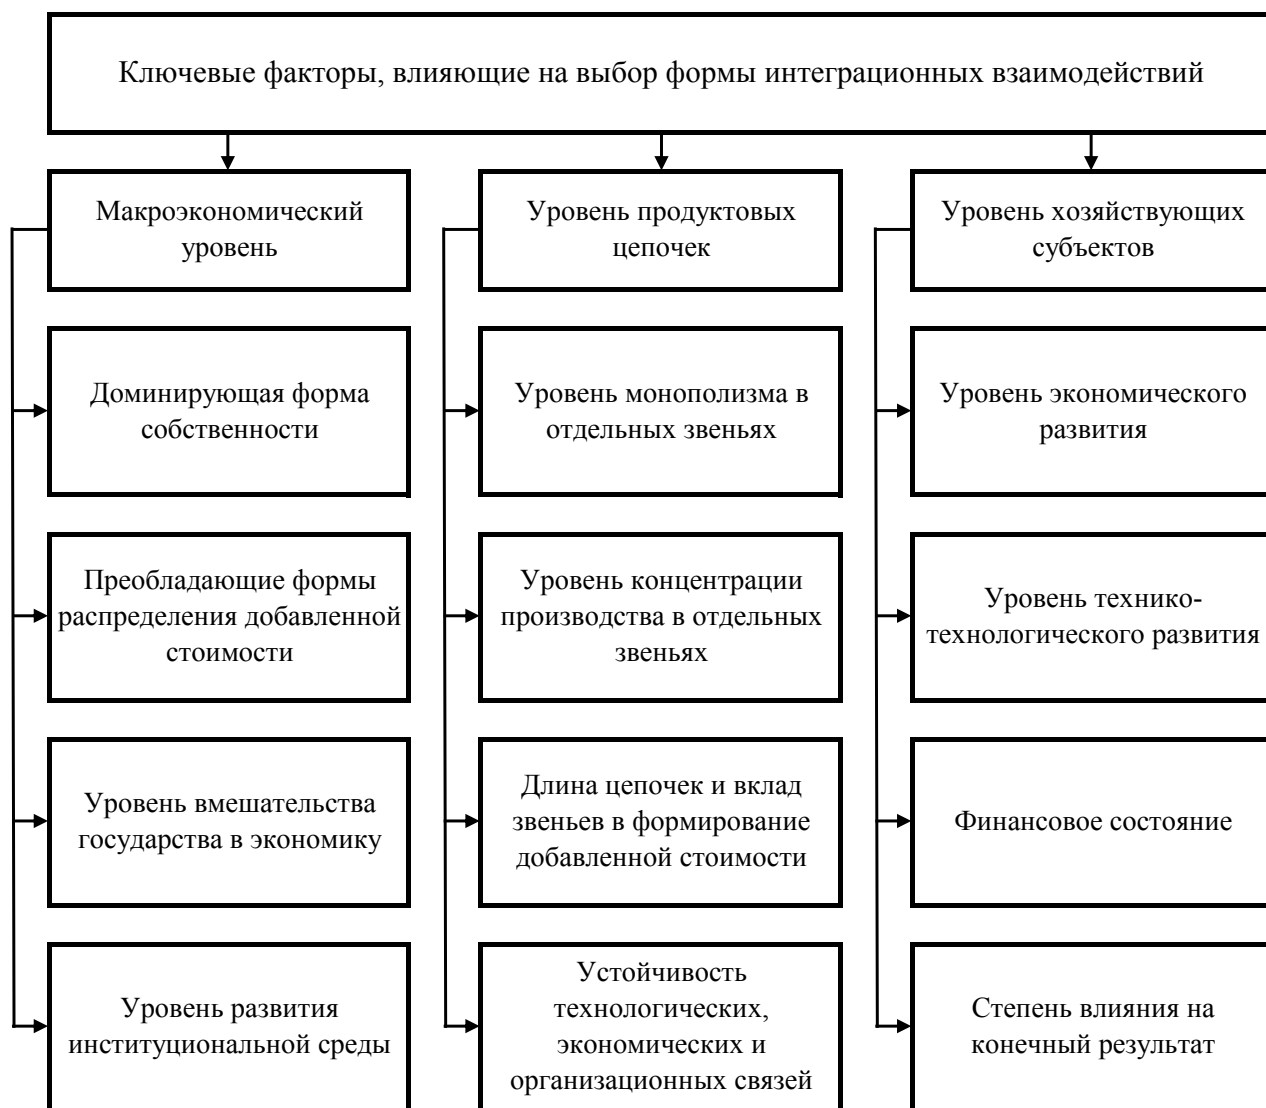 Ключевые факторы, влияющие на выбор формы интеграционных взаимодействий
Макроэкономический
уровень
Уровень продуктовых
цепочек
Уровень хозяйствующих
субъектов
Доминирующая форма
собственности
Уровень монополизма в
отдельных звеньях
Уровень экономического
развития
Преобладающие формы
распределения добавленной
стоимости
Уровень концентрации
производства в отдельных
звеньях
Уровень технико-
технологического развития
Уровень вмешательства
государства в экономику
Длина цепочек и вклад
звеньев в формирование
добавленной стоимости
Финансовое состояние
Уровень развития
институциональной среды
Устойчивость
технологических,
экономических и
организационных связей
Степень влияния на
конечный результат